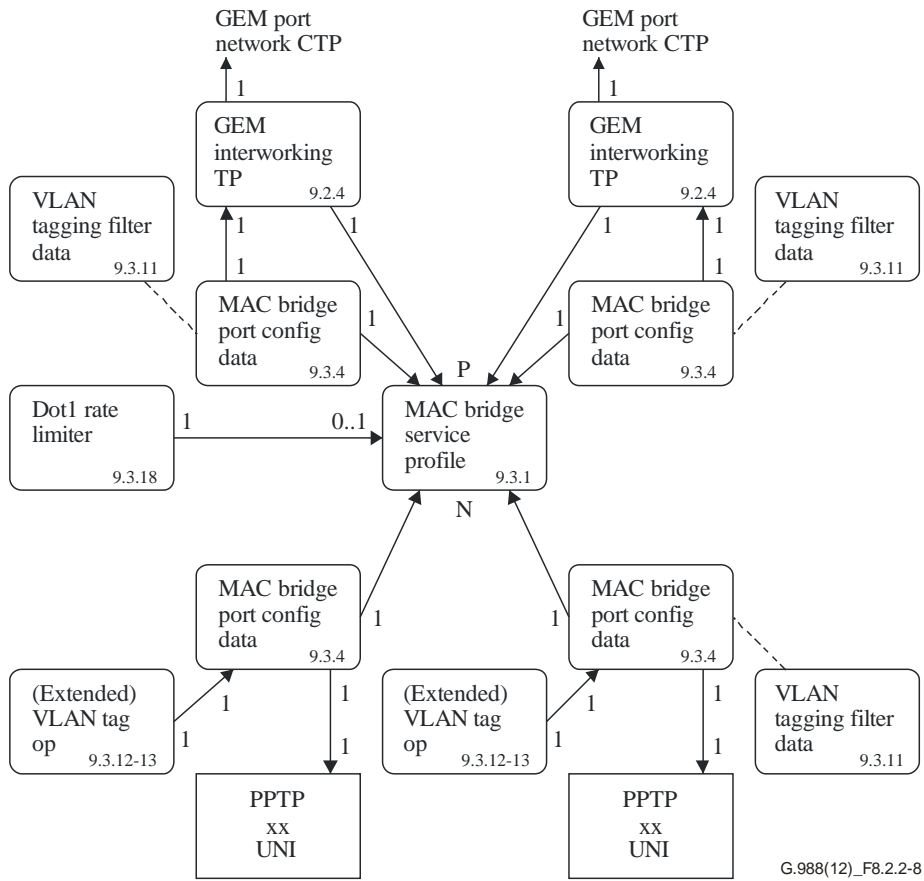 GEM port
network CTP
GEM port
network CTP
1
1
GEM
interworking
TP
9.2.4
GEM
interworking
TP
9.2.4
VLAN
tagging filter
data
9.3.11
VLAN
tagging filter
data
9.3.11
1
1
1
1
1
1
MAC bridge
port config
data
9.3.4
MAC bridge
port config
data
9.3.4
1
1
P
Dot1 rate
limiter
9.3.18
1
0..1
MAC bridge
service
profile
9.3.1
N
MAC bridge
port config
data
9.3.4
1
MAC bridge
port config
data
9.3.4
1
(Extended)
VLAN tag
op
9.3.12-13
1
1
1
1
(Extended)
VLAN tag
op
9.3.12-13
1
1
1
1
VLAN
tagging filter
data
9.3.11
PPTP
xx
UNI
PPTP
xx
UNI
G.988(12)_F8.2.2-8